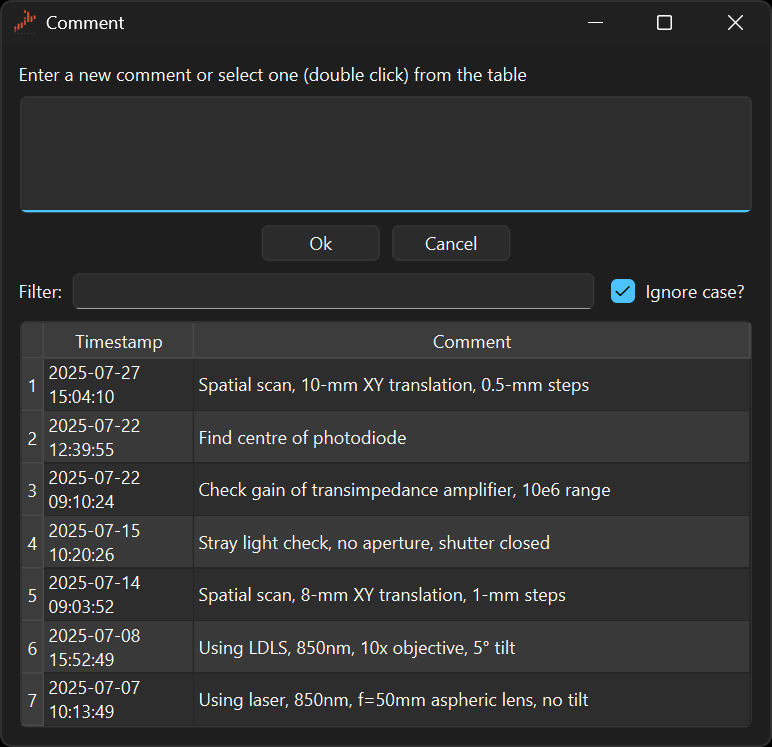 Comment
Enter a new comment or select one (double click) from the table
Ok Cancel
Filter: Ignore case?
Timestamp Comment
1 2025-07-27 15:04:10 Spatial scan, 10-mm XY translation, 0.5-mm steps
2 2025-07-22 12:39:55 Find centre of photodiode
3 2025-07-22 09:10:24 Check gain of transimpedance amplifier, 10e6 range
4 2025-07-15 10:20:26 Stray light check, no aperture, shutter closed
5 2025-07-14 09:03:52 Spatial scan, 8-mm XY translation, 1-mm steps
6 2025-07-08 15:52:49 Using LDLS, 850nm, 10x objective, 5° tilt
7 2025-07-07 10:13:49 Using laser, 850nm, f=50mm aspheric lens, no tilt